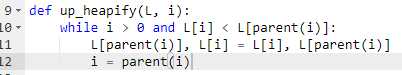 9 def up_heapify(L, i):
10 while i > 0 and L[i] < L[parent(i)]:
11 L[parent(i)], L[i] = L[i], L[parent(i)]
12 i = parent(i)